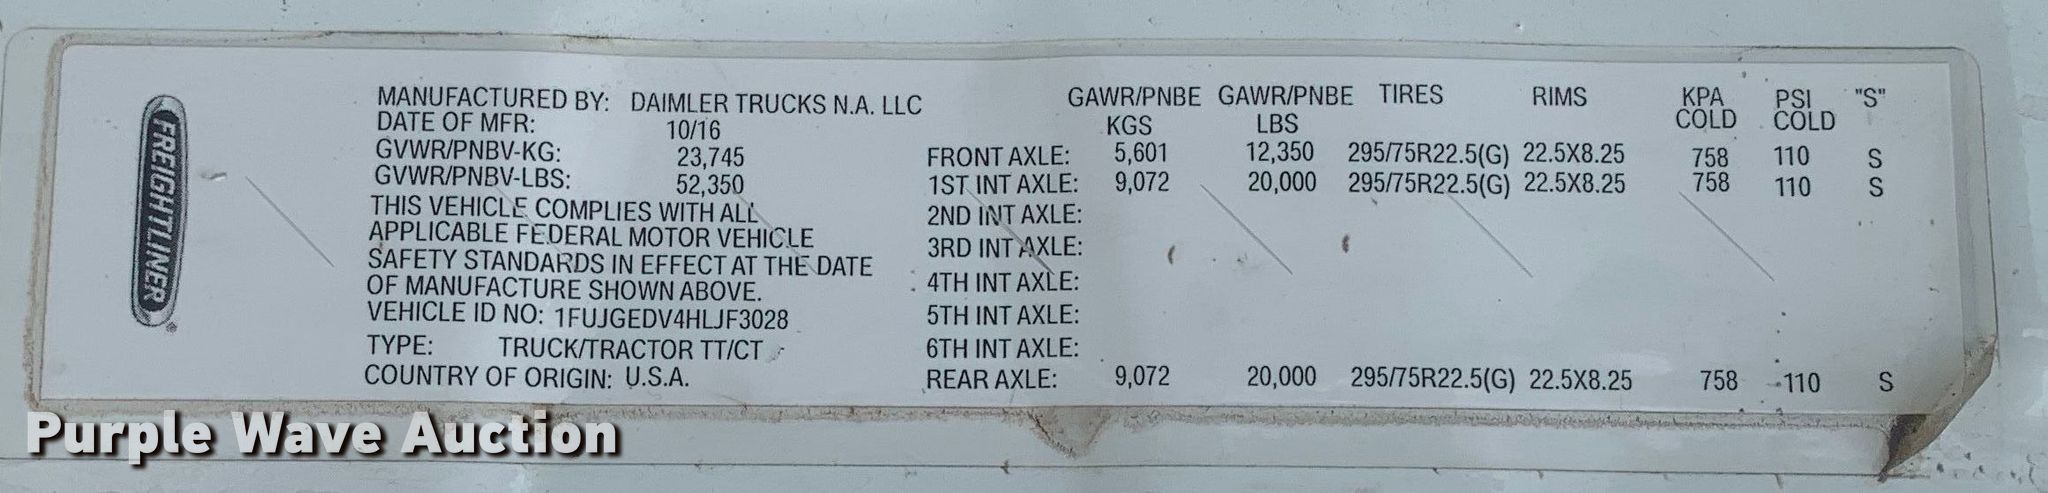 FREIGHTLINER®
MANUFACTURED BY: DAIMLER TRUCKS N.A. LLC
DATE OF MFR: 10/16
GVWR/PNBV-KG: 23,745
GVWR/PNBV-LBS: 52,350
THIS VEHICLE COMPLIES WITH ALL
APPLICABLE FEDERAL MOTOR VEHICLE
SAFETY STANDARDS IN EFFECT AT THE DATE
OF MANUFACTURE SHOWN ABOVE.
VEHICLE ID NO: 1FUJGEDV4HLJF3028
TYPE: TRUCK/TRACTOR TT/CT
COUNTRY OF ORIGIN: U.S.A.
GAWR/PNBE GAWR/PNBE TIRES RIMS KPA PSI "S"
KGS LBS COLD COLD
FRONT AXLE: 5,601 12,350 295/75R22.5(G) 22.5X8.25 758 110 S
1ST INT AXLE: 9,072 20,000 295/75R22.5(G) 22.5X8.25 758 110 S
2ND INT AXLE:
3RD INT AXLE:
4TH INT AXLE:
5TH INT AXLE:
6TH INT AXLE:
REAR AXLE: 9,072 20,000 295/75R22.5(G) 22.5X8.25 758 110 S
Purple Wave Auction